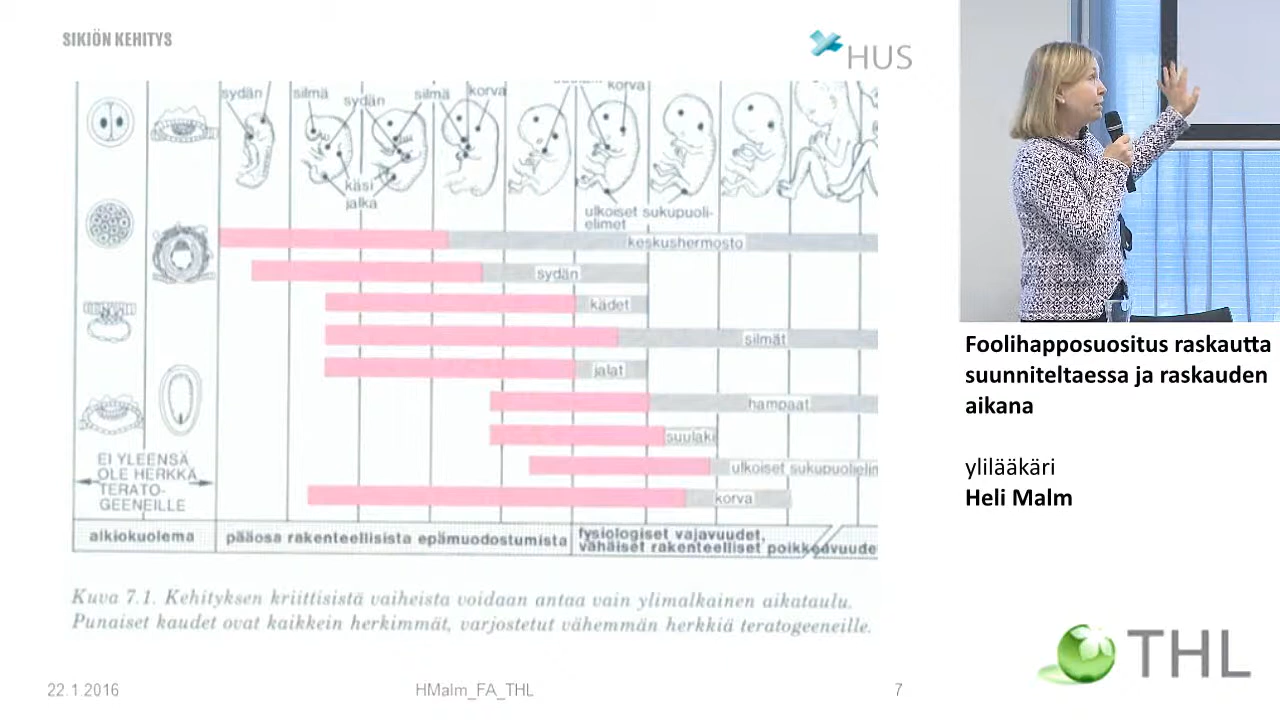 SIKIÖN KEHITYS
HUS
sydän
silmä
sydän
silmä
korva
korva
käsi
jalka
ulkoiset sukupuoli-
elimet
keskushermosto
sydän
kädet
silmät
jalat
hampaat
suulaki
ulkoiset sukupuolielin
korva
EI YLEENSÄ
OLE HERKKÄ
TERATO-
GEENEILLE
alkiokuolema
pääosa rakenteellisista epämuodostumista
fysiologiset vajavuudet,
vähäiset rakenteelliset poikkeavuude
Kuva 7.1. Kehityksen kriittisistä vaiheista voidaan antaa vain ylimalkainen aikataulu.
Punaiset kaudet ovat kaikkein herkimmät, varjostetut vähemmän herkkiä teratogeeneille.
22.1.2016
HMalm_FA_THL
7
Foolihapposuositus raskautta
suunniteltaessa ja raskauden
aikana
ylilääkäri
Heli Malm
THL